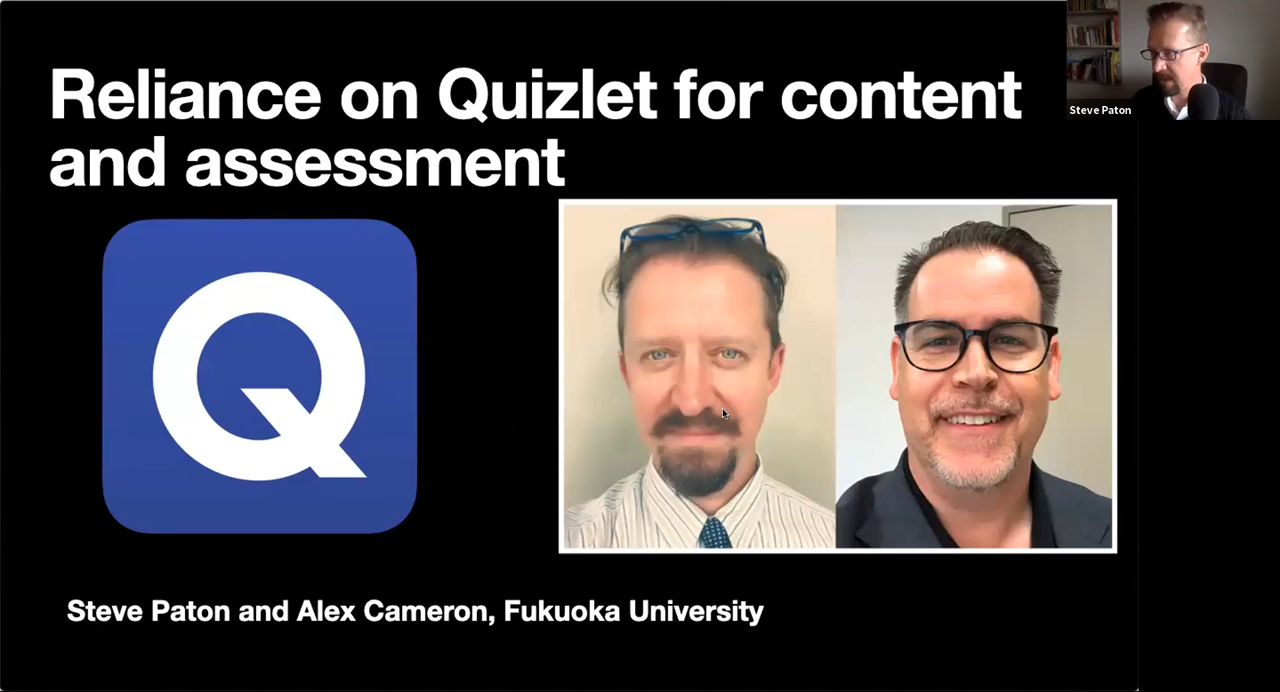 Reliance on Quizlet for content
and assessment
Steve Paton
Q
Steve Paton and Alex Cameron, Fukuoka University